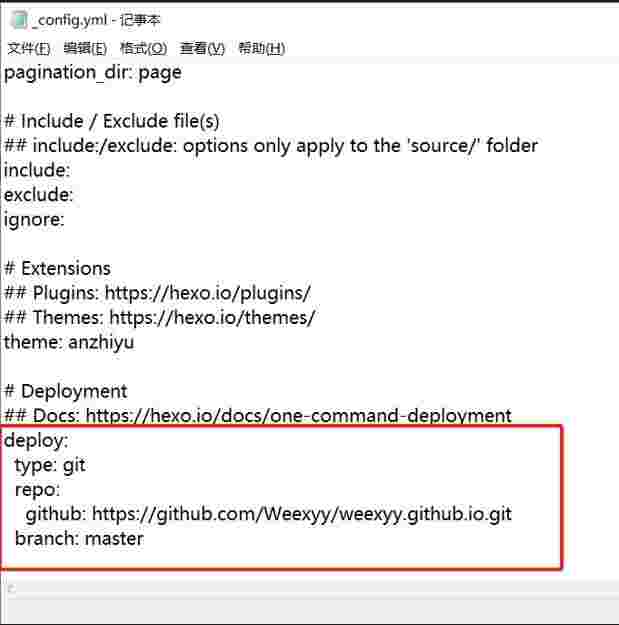 _config.yml - 记事本
文件(F) 编辑(E) 格式(O) 查看(V) 帮助(H)
pagination_dir: page
# Include / Exclude file(s)
## include:/exclude: options only apply to the 'source/' folder
include:
exclude:
ignore:
# Extensions
## Plugins: https://hexo.io/plugins/
## Themes: https://hexo.io/themes/
theme: anzhiyu
# Deployment
## Docs: https://hexo.io/docs/one-command-deployment
deploy:
  type: git
  repo:
    github: https://github.com/Weexyy/weexyy.github.io.git
  branch: master